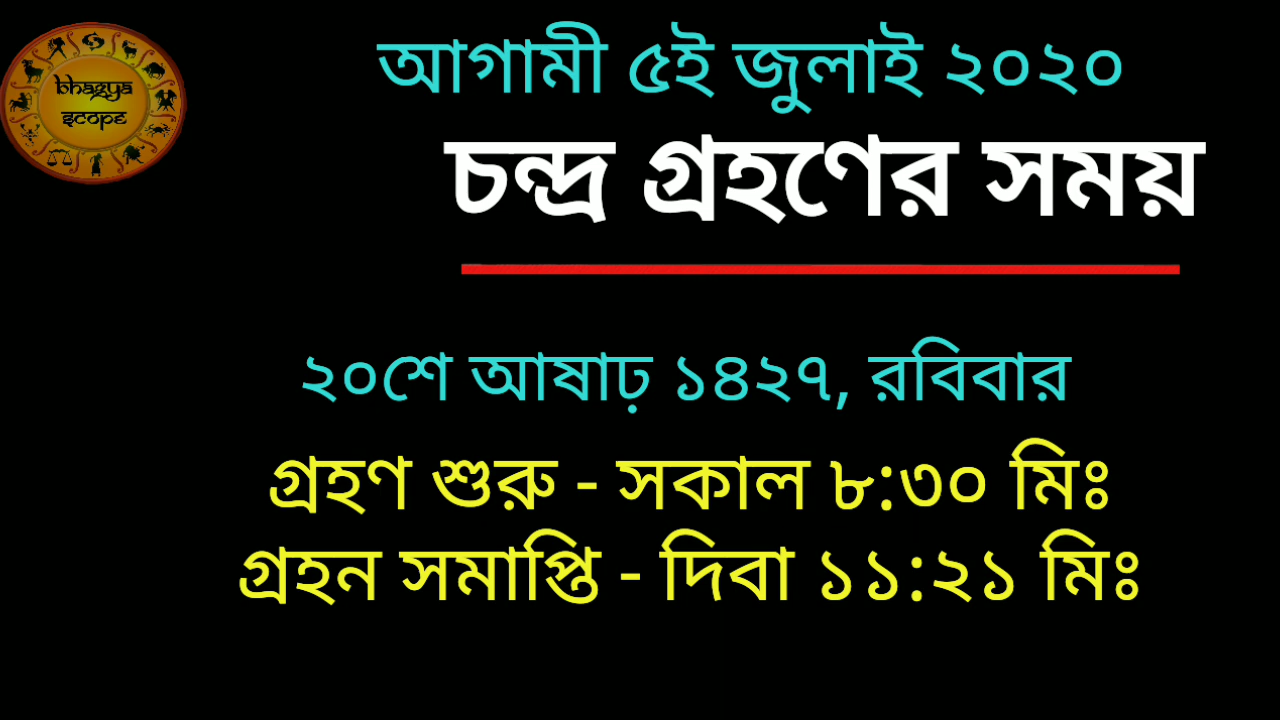 bhagya
scope
আগামী ৫ই জুলাই ২০২০
চন্দ্র গ্রহণের সময়
২০শে আষাঢ় ১৪২৭, রবিবার
গ্রহণ শুরু - সকাল ৮:৩০ মিঃ
গ্রহন সমাপ্তি - দিবা ১১:২১ মিঃ